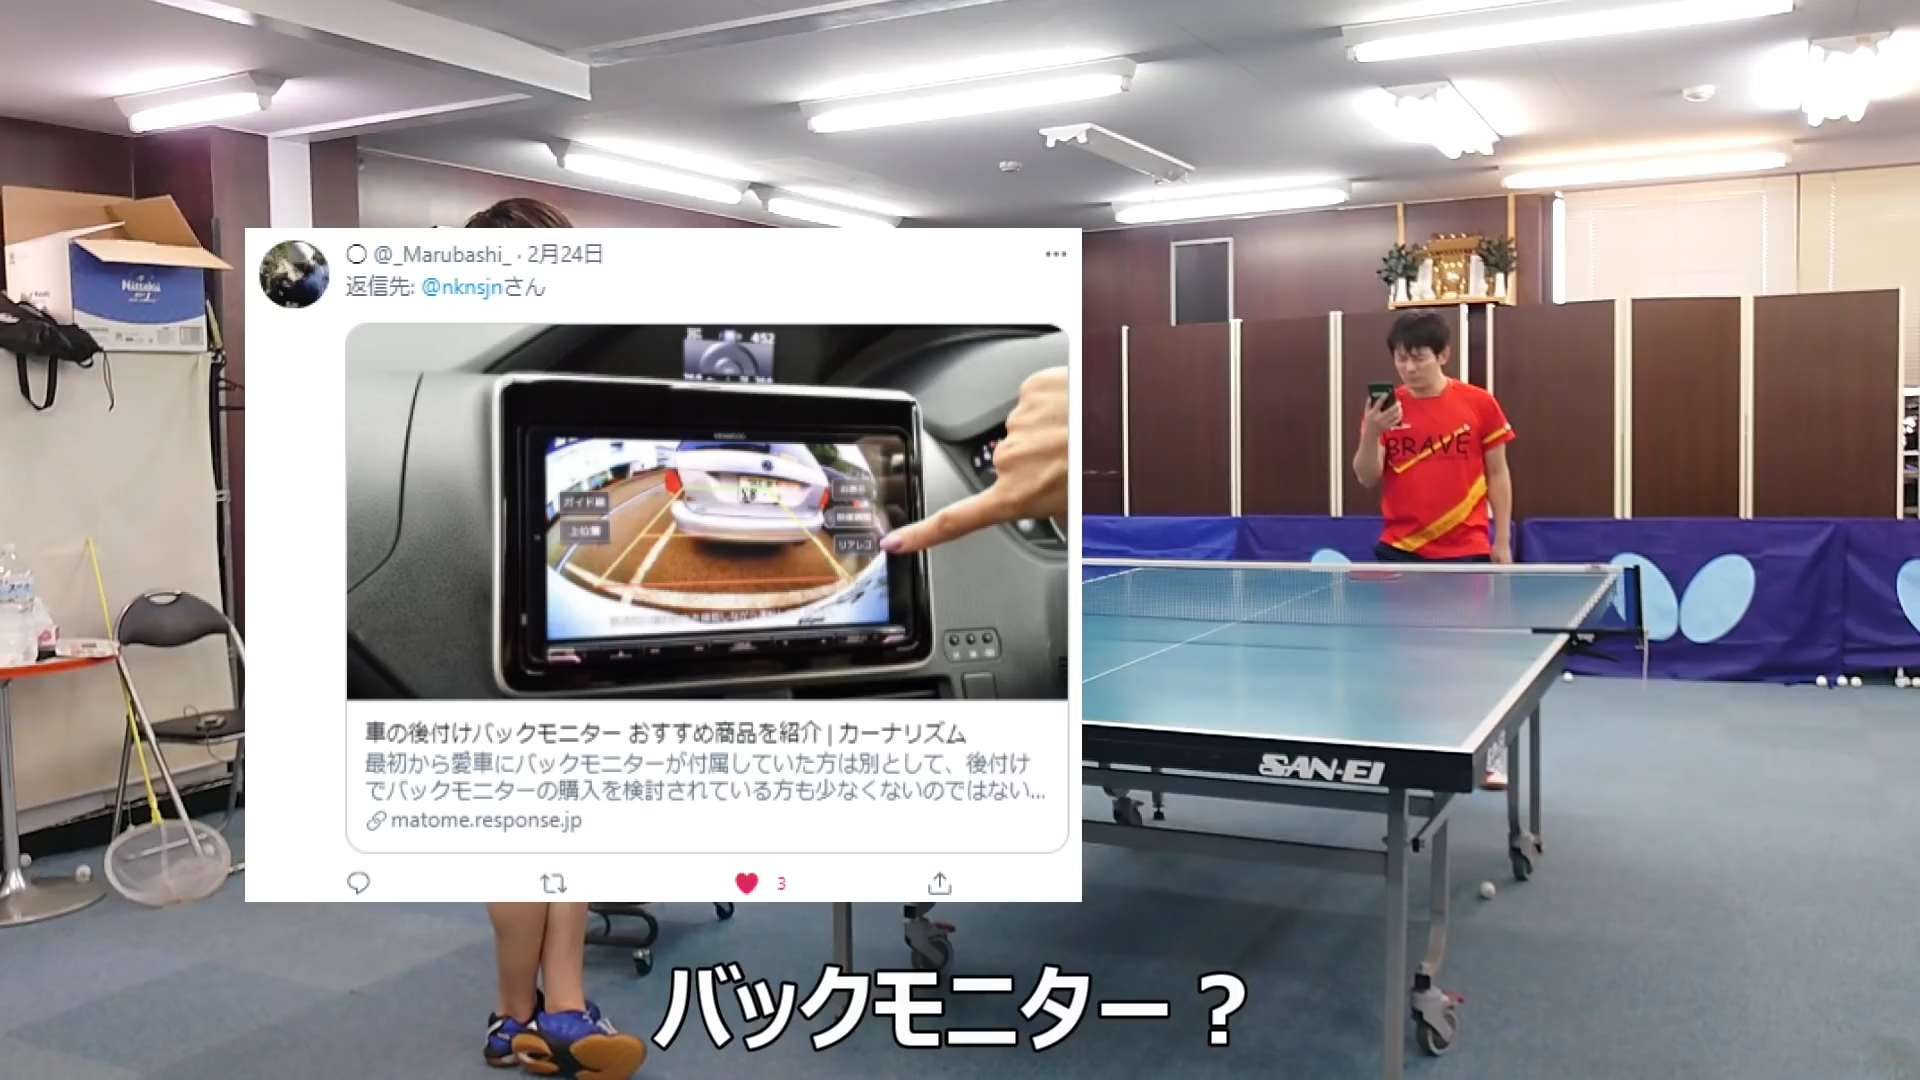 〇 @_Marubashi_ · 2月24日
返信先: @nknsjnさん
Nittaku
4:52
KENWOOD
ガイド線
上位置
リアレコ
BRAVE
車の後付けバックモニター おすすめ商品を紹介 | カーナリズム
最初から愛車にバックモニターが付属していた方は別として、後付け
でバックモニターの購入を検討されている方も少なくないのではない...
matome.response.jp
3
SAN-EI
バックモニター？